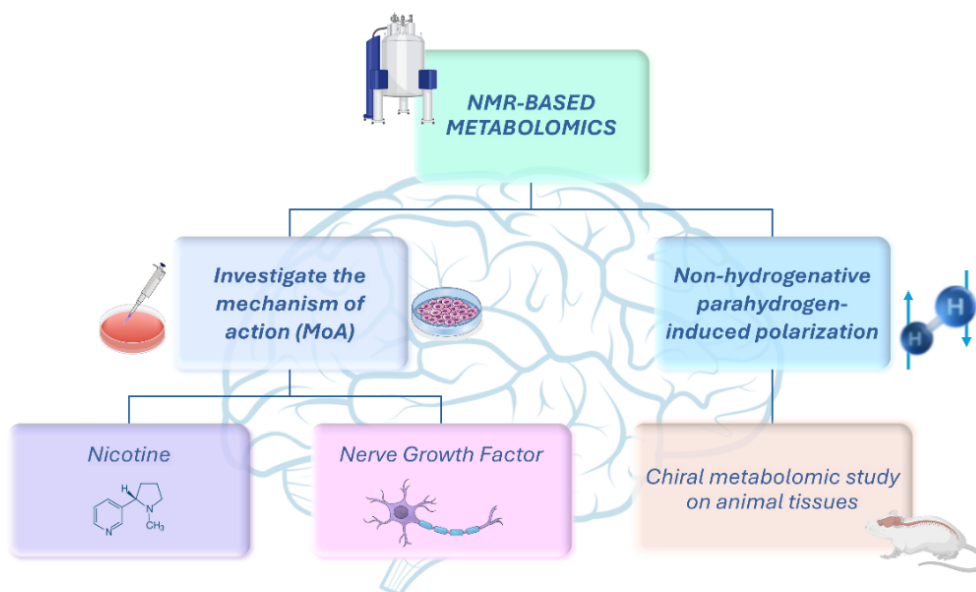 NMR-BASED
METABOLOMICS
Investigate the
mechanism of
action (MoA)
Non-hydrogenative
parahydrogen-
induced polarization
H
H
Nicotine
H
N
CH3
N
Nerve Growth Factor
Chiral metabolomic study
on animal tissues